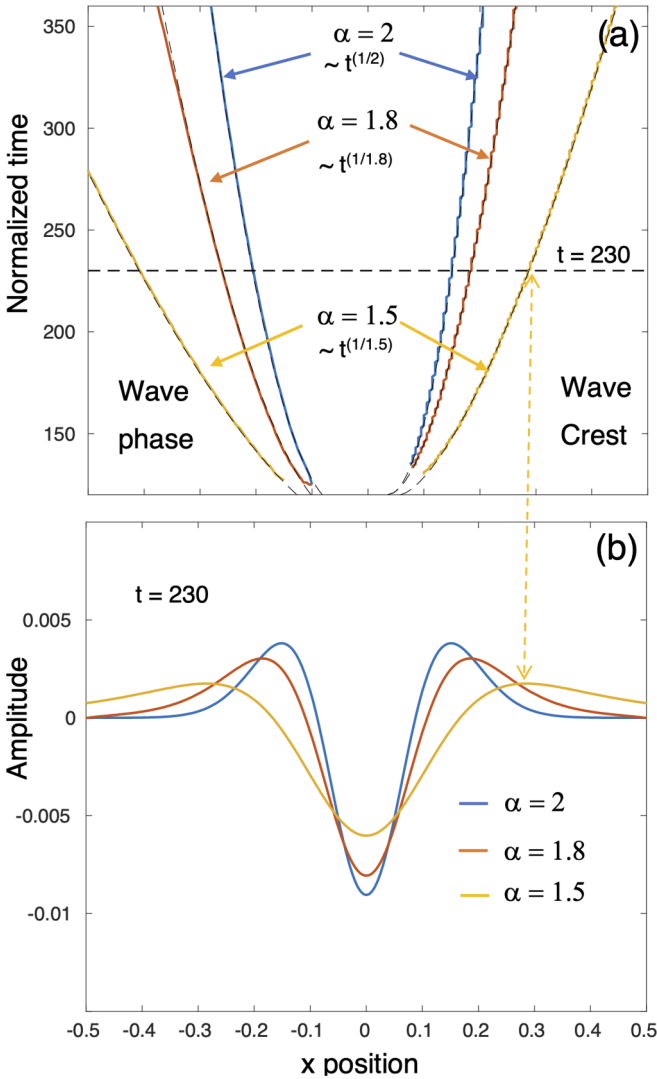 350
300
250
200
150
Normalized time
(a)
α = 2
~ t^(1/2)
α = 1.8
~ t^(1/1.8)
t = 230
α = 1.5
~ t^(1/1.5)
Wave
phase
Wave
Crest
(b)
t = 230
0.005
0
-0.005
-0.01
Amplitude
α = 2
α = 1.8
α = 1.5
-0.5 -0.4 -0.3 -0.2 -0.1 0 0.1 0.2 0.3 0.4 0.5
x position